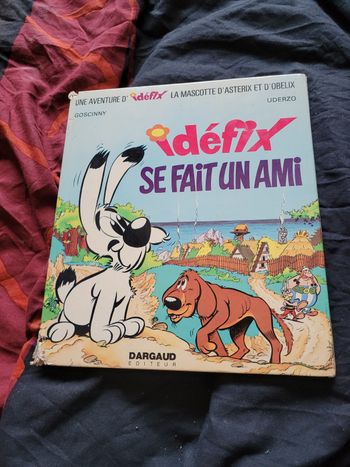 UNE AVENTURE D'idéfix LA MASCOTTE D'ASTERIX ET D'OBELIX
GOSCINNY UDERZO
idéfix
SE FAIT UN AMI
DARGAUD
EDITEUR